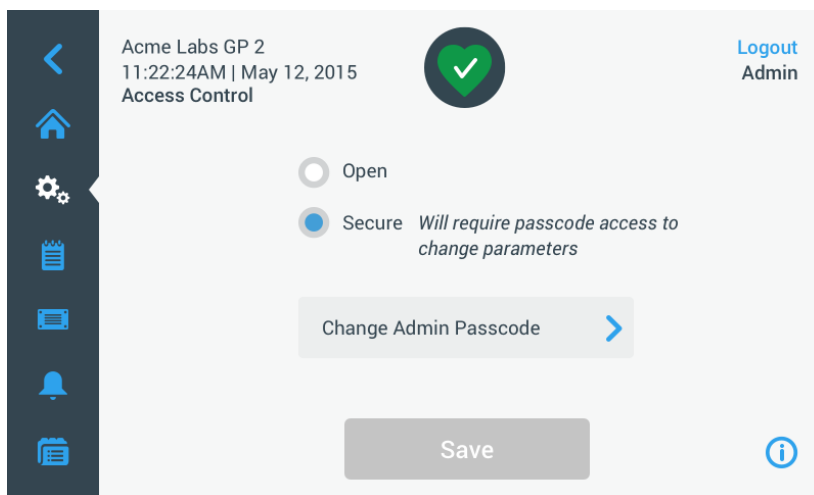 Acme Labs GP 2
11:22:24AM | May 12, 2015
Access Control
Logout
Admin
Open
Secure Will require passcode access to
change parameters
Change Admin Passcode
Save